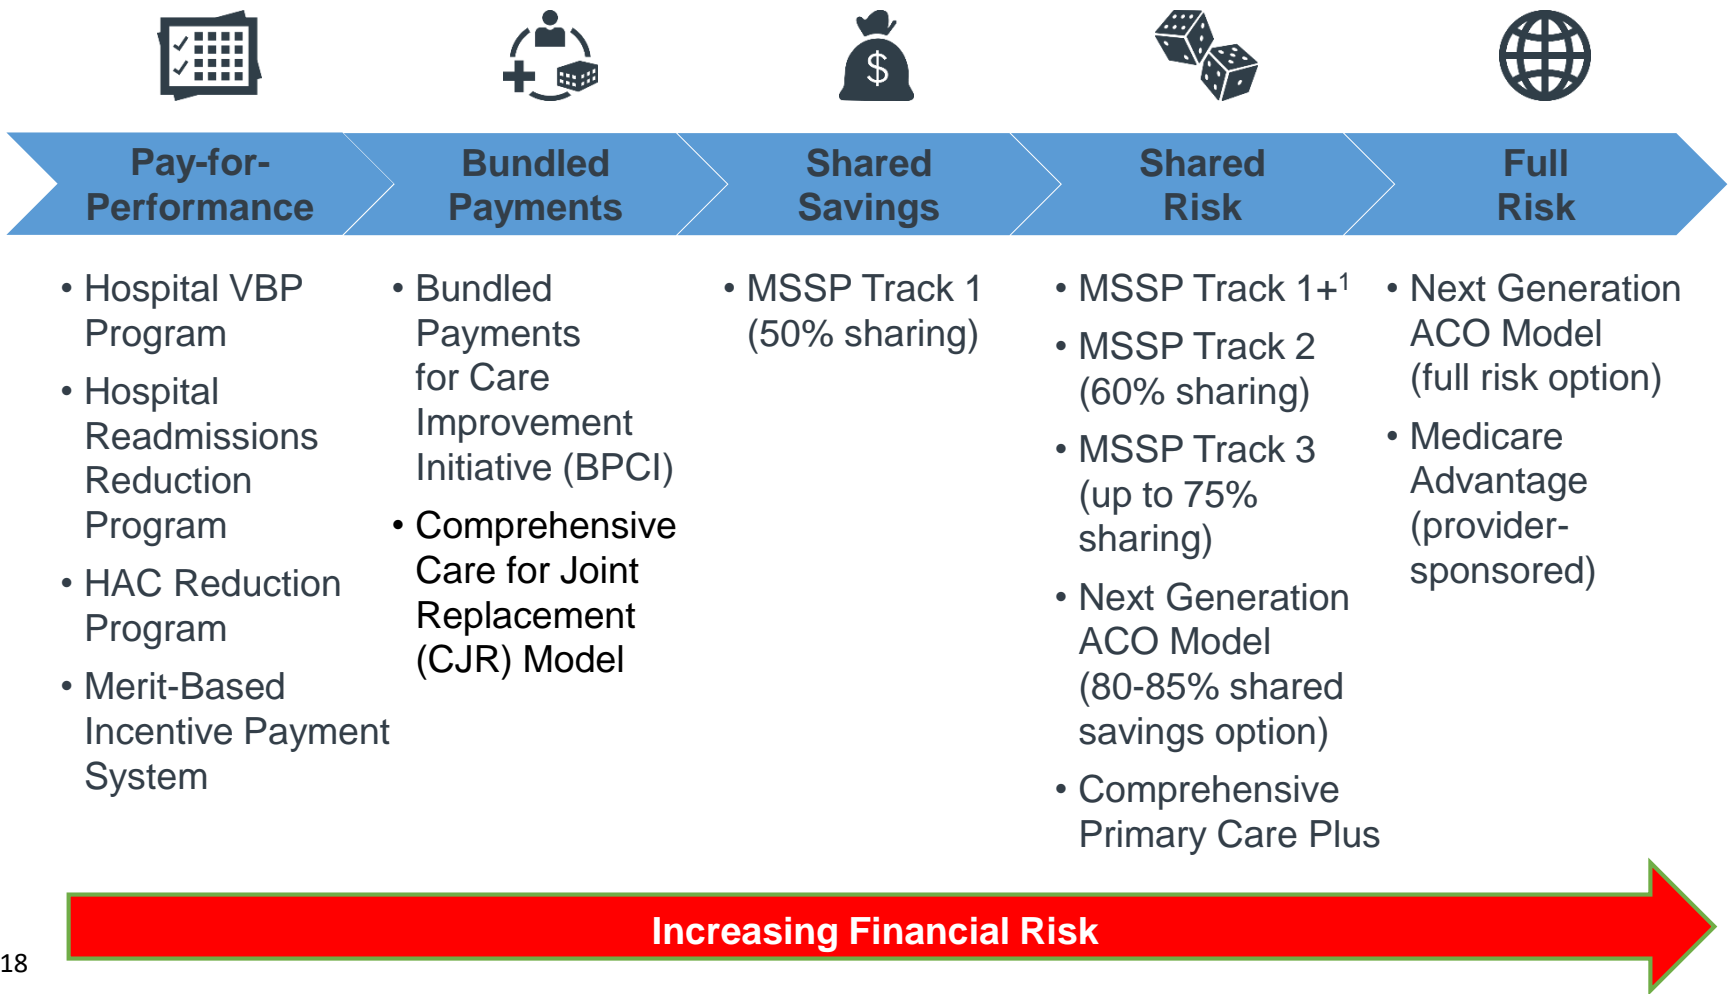 Pay-for-
Performance
Bundled
Payments
Shared
Savings
Shared
Risk
Full
Risk
• Hospital VBP
Program
• Hospital
Readmissions
Reduction
Program
• HAC Reduction
Program
• Merit-Based
Incentive Payment
System
• Bundled
Payments
for Care
Improvement
Initiative (BPCI)
• Comprehensive
Care for Joint
Replacement
(CJR) Model
• MSSP Track 1
(50% sharing)
• MSSP Track 1+¹
• MSSP Track 2
(60% sharing)
• MSSP Track 3
(up to 75%
sharing)
• Next Generation
ACO Model
(80-85% shared
savings option)
• Comprehensive
Primary Care Plus
• Next Generation
ACO Model
(full risk option)
• Medicare
Advantage
(provider-
sponsored)
Increasing Financial Risk
18